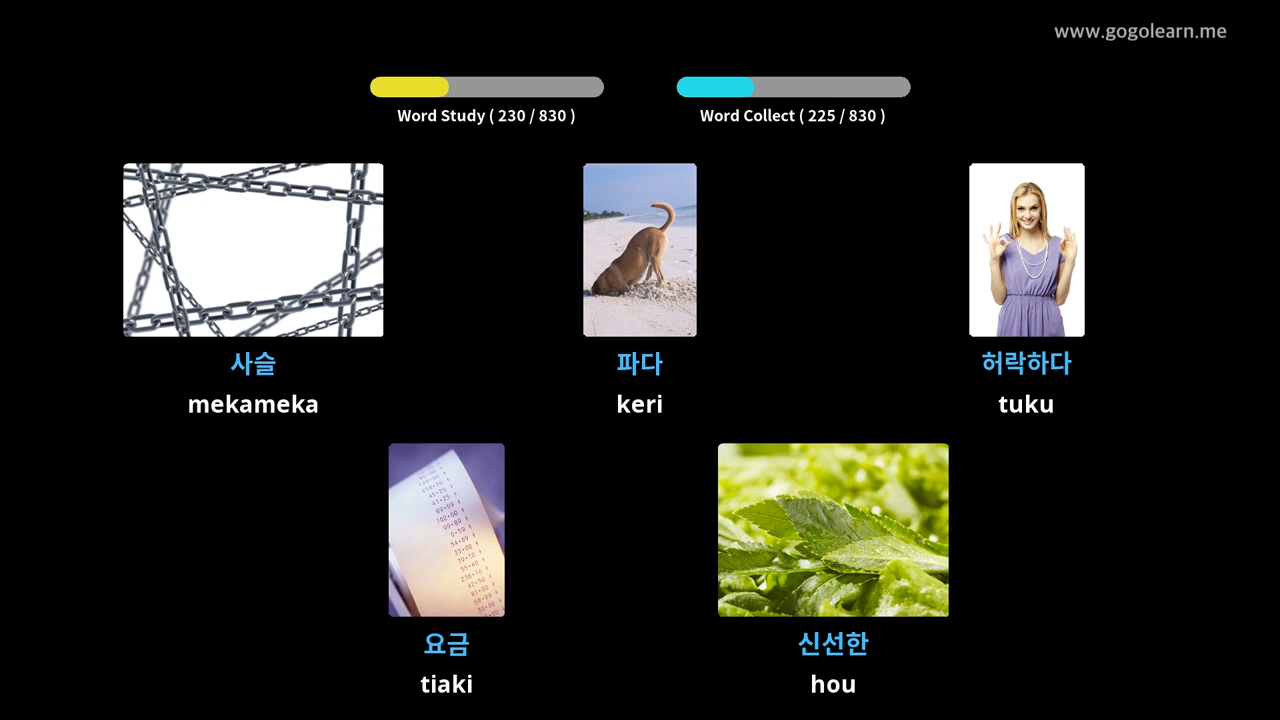 www.gogolearn.me
Word Study ( 230 / 830 )
Word Collect ( 225 / 830 )
사슬
mekameka
파다
keri
허락하다
tuku
요금
tiaki
신선한
hou